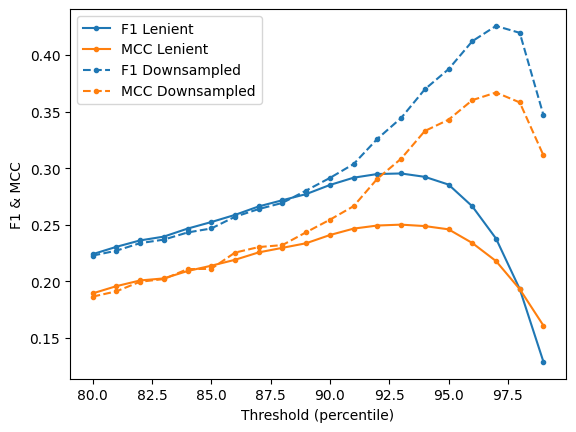 F1 Lenient
MCC Lenient
F1 Downsampled
MCC Downsampled
F1 & MCC
0.40
0.35
0.30
0.25
0.20
0.15
80.0 82.5 85.0 87.5 90.0 92.5 95.0 97.5
Threshold (percentile)